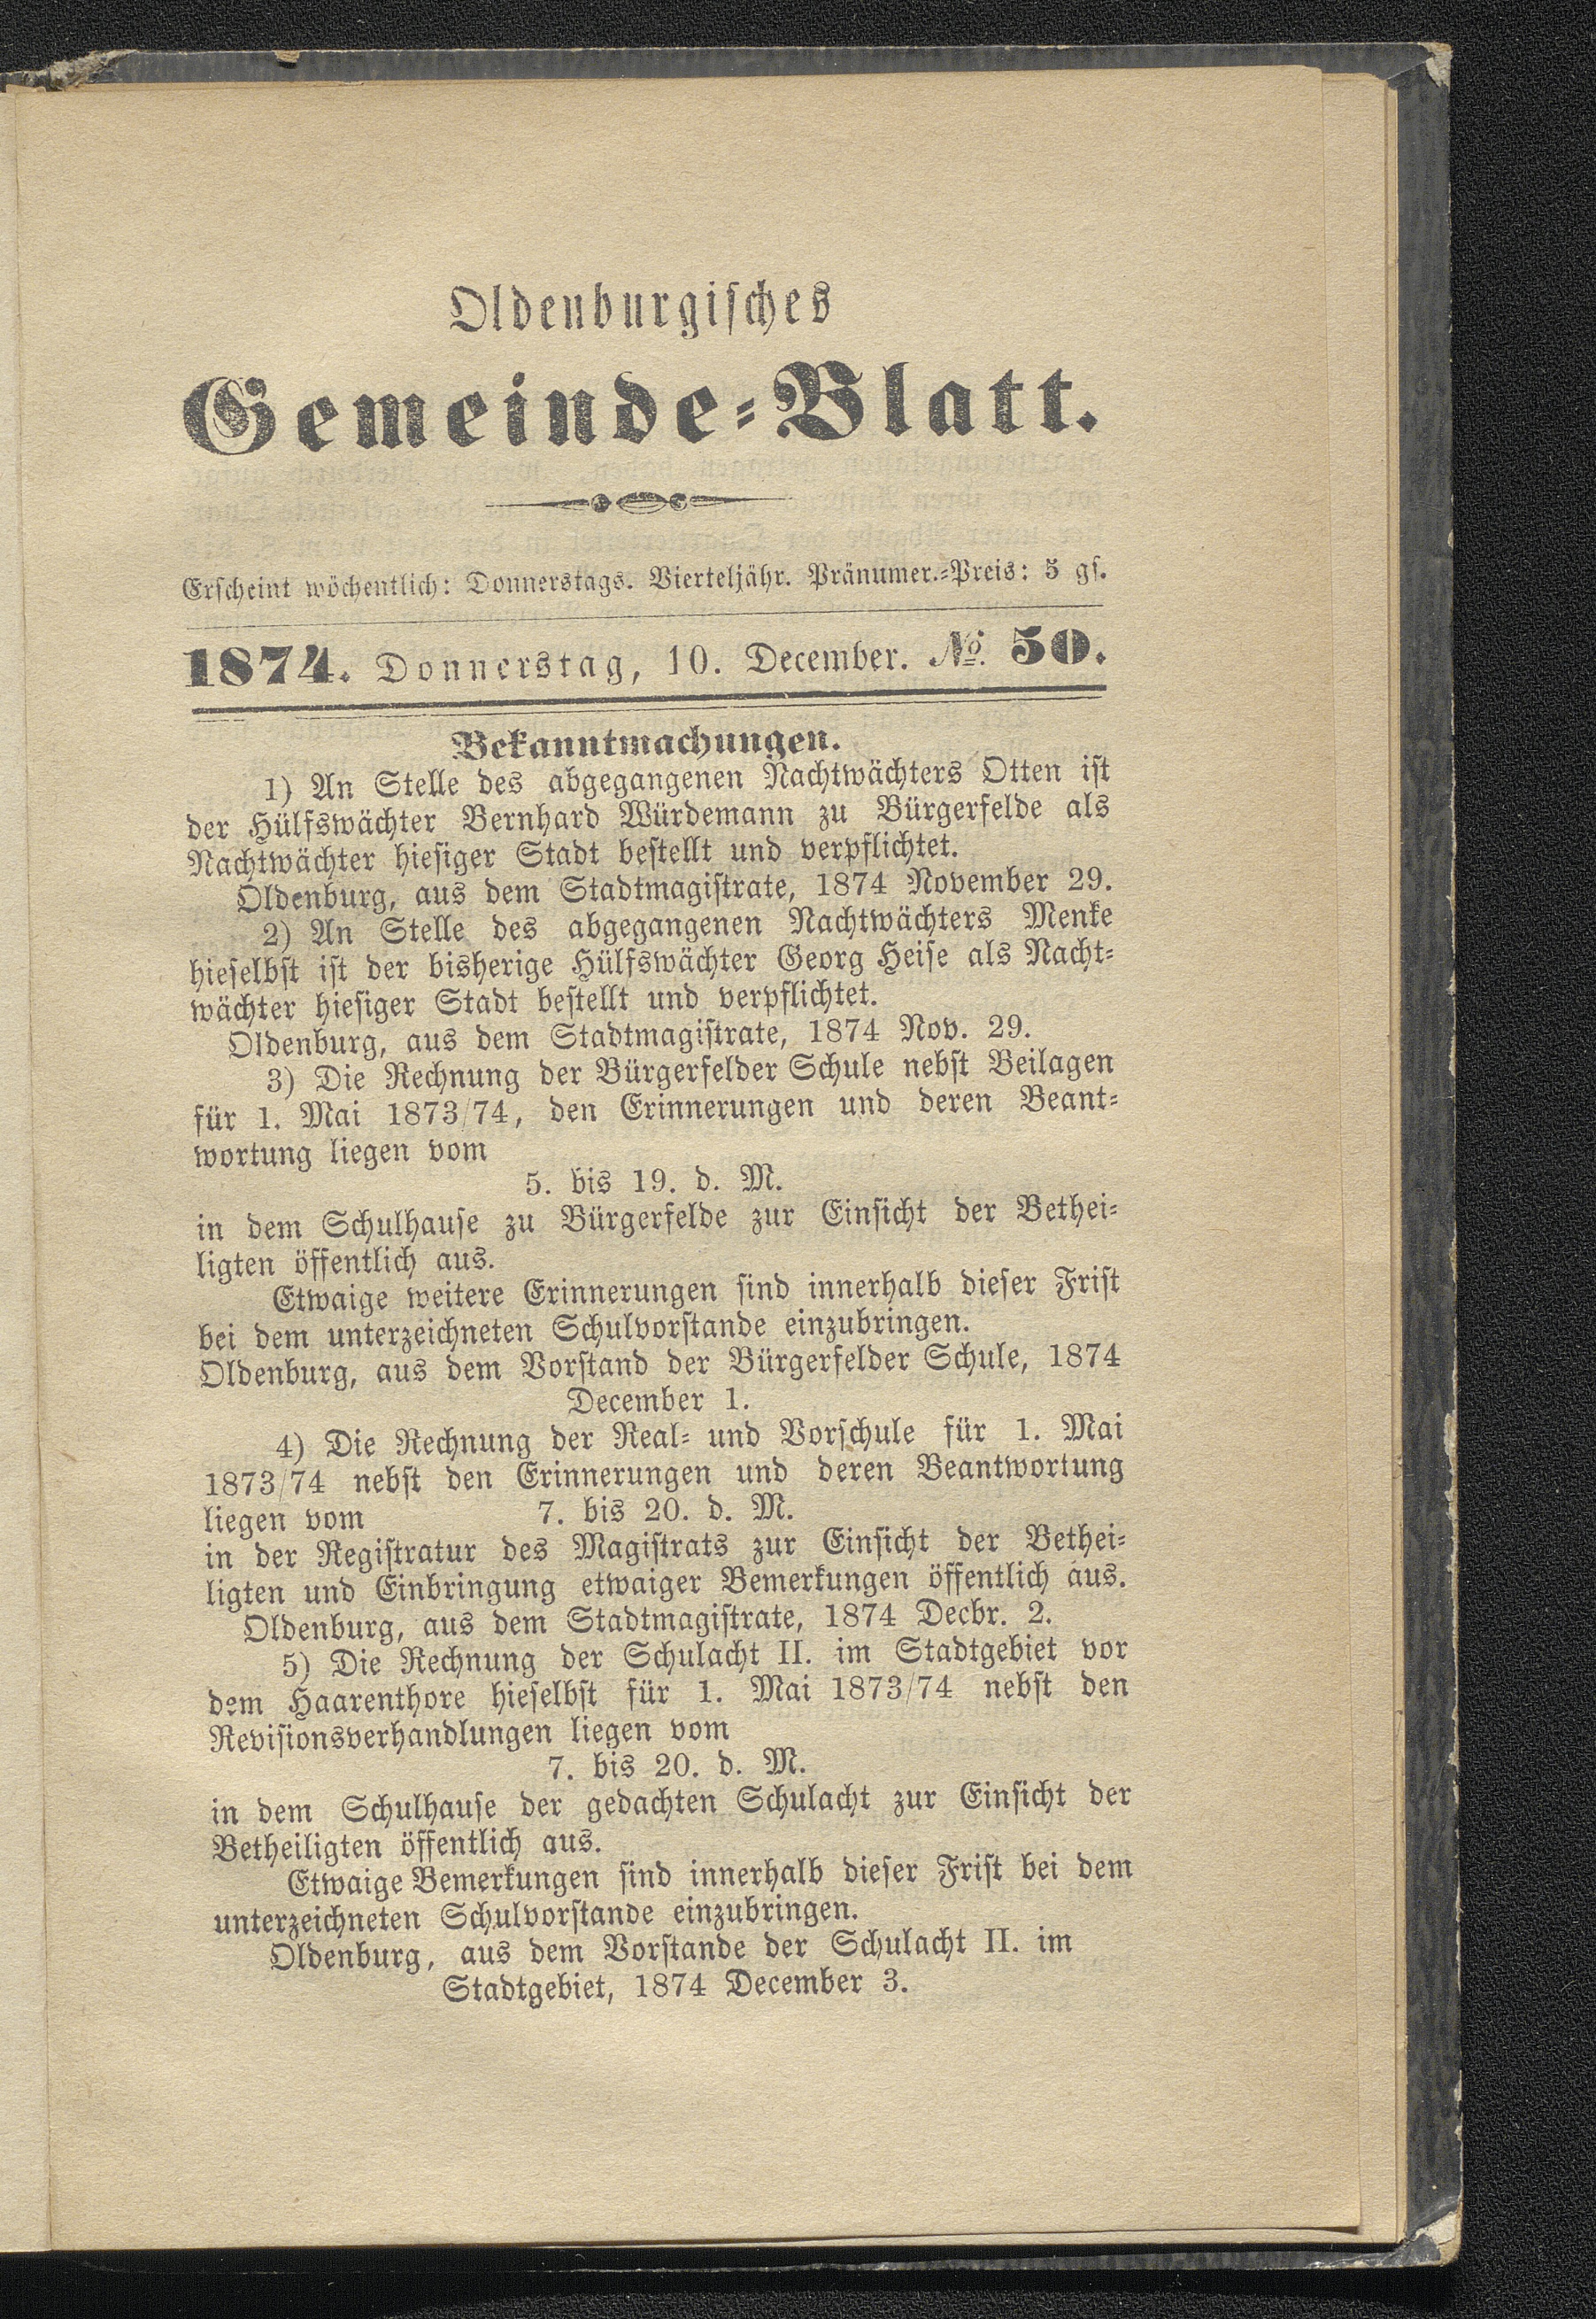 Oldenburgisches
Gemeinde-Blatt.
Erscheint wöchentlich: Donnerstags. Vierteljähr. Pränumer.-Preis: 5 gs.
1874. Donnerstag, 10. December. No. 50.
Bekanntmachungen.
1) An Stelle des abgegangenen Nachtwächters Otten ist
der Hülfswächter Bernhard Würdemann zu Bürgerfelde als
Nachtwächter hiesiger Stadt bestellt und verpflichtet.
Oldenburg, aus dem Stadtmagistrate, 1874 November 29.
2) An Stelle des abgegangenen Nachtwächters Menke
hieselbst ist der bisherige Hülfswächter Georg Heise als Nacht-
wächter hiesiger Stadt bestellt und verpflichtet.
Oldenburg, aus dem Stadtmagistrate, 1874 Nov. 29.
3) Die Rechnung der Bürgerfelder Schule nebst Beilagen
für 1. Mai 1873/74, den Erinnerungen und deren Beant-
wortung liegen vom
5. bis 19. d. M.
in dem Schulhause zu Bürgerfelde zur Einsicht der Bethei-
ligten öffentlich aus.
Etwaige weitere Erinnerungen sind innerhalb dieser Frist
bei dem unterzeichneten Schulvorstande einzubringen.
Oldenburg, aus dem Vorstand der Bürgerfelder Schule, 1874
December 1.
4) Die Rechnung der Real- und Vorschule für 1. Mai
1873/74 nebst den Erinnerungen und deren Beantwortung
liegen vom 7. bis 20. d. M.
in der Registratur des Magistrats zur Einsicht der Bethei-
ligten und Einbringung etwaiger Bemerkungen öffentlich aus.
Oldenburg, aus dem Stadtmagistrate, 1874 Decbr. 2.
5) Die Rechnung der Schulacht II. im Stadtgebiet vor
dem Haarenthore hieselbst für 1. Mai 1873/74 nebst den
Revisionsverhandlungen liegen vom
7. bis 20. d. M.
in dem Schulhause der gedachten Schulacht zur Einsicht der
Betheiligten öffentlich aus.
Etwaige Bemerkungen sind innerhalb dieser Frist bei dem
unterzeichneten Schulvorstande einzubringen.
Oldenburg, aus dem Vorstande der Schulacht II. im
Stadtgebiet, 1874 December 3.